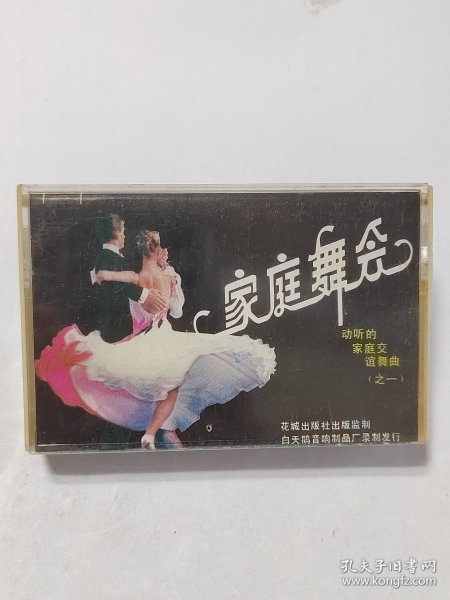 家庭舞会
动听的
家庭交
谊舞曲
(之一)
花城出版社出版监制
白天鹅音响制品厂录制发行
孔夫子旧书网
www.kongfz.com